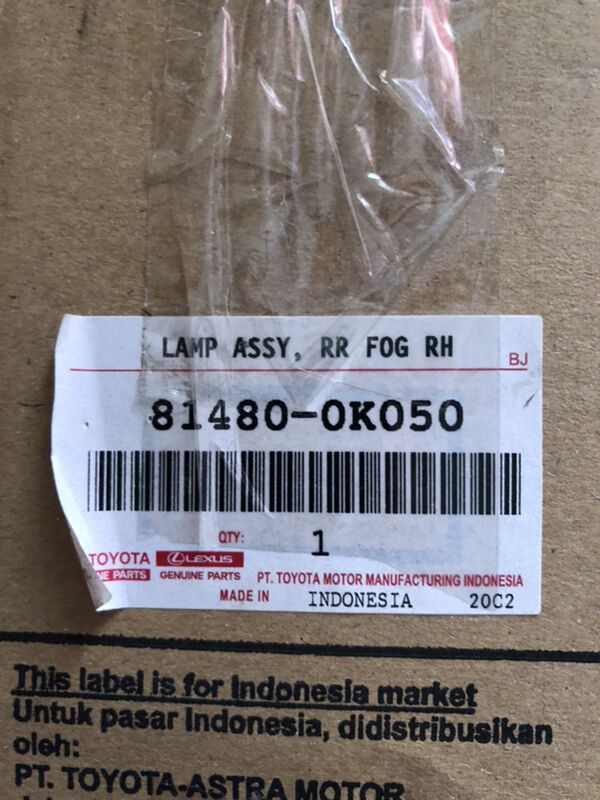 LAMP ASSY, RR FOG RH
BJ
81480-0K050
QTY: 1
TOYOTA LEXUS
NE PARTS GENUINE PARTS PT. TOYOTA MOTOR MANUFACTURING INDONESIA
MADE IN INDONESIA 20C2
This label is for Indonesia market
Untuk pasar Indonesia, didistribusikan
oleh:
PT. TOYOTA-ASTRA MOTOR